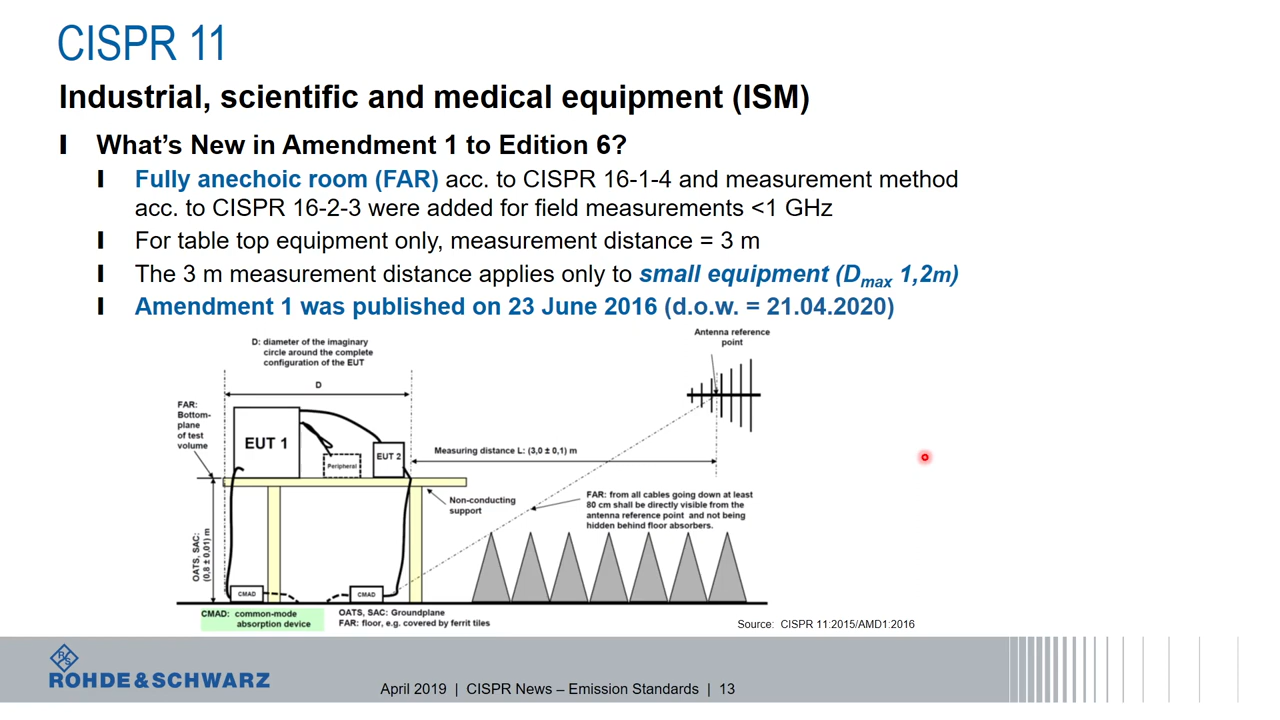 CISPR 11
Industrial, scientific and medical equipment (ISM)
What's New in Amendment 1 to Edition 6?
Fully anechoic room (FAR) acc. to CISPR 16-1-4 and measurement method
acc. to CISPR 16-2-3 were added for field measurements <1 GHz
For table top equipment only, measurement distance = 3 m
The 3 m measurement distance applies only to small equipment (Dmax 1,2m)
Amendment 1 was published on 23 June 2016 (d.o.w. = 21.04.2020)
Antenna reference
point
D: diameter of the imaginary
circle around the complete
configuration of the EUT
D
FAR:
Bottom-
plane
of test
volume
EUT 1
Peripheral
EUT 2
Measuring distance L: (3,0 ± 0,1) m
Non-conducting
support
FAR: from all cables going down at least
80 cm shall be directly visible from the
antenna reference point and not being
hidden behind floor absorbers.
OATS, SAC:
(0,8 ± 0,01) m
CMAD
CMAD
CMAD: common-mode
absorption device
OATS, SAC: Groundplane
FAR: floor, e.g. covered by ferrit tiles
Source: CISPR 11:2015/AMD1:2016
R&S
ROHDE & SCHWARZ
April 2019 | CISPR News – Emission Standards | 13